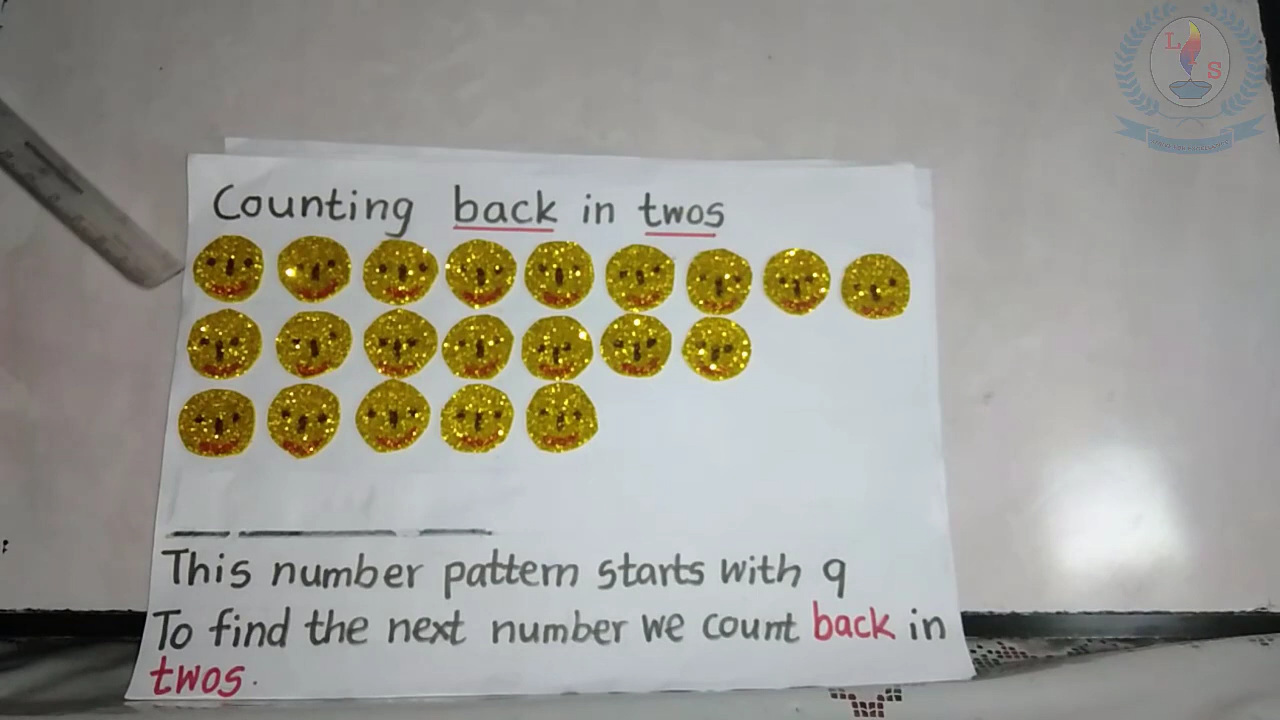 L I S
Counting back in twos
This number pattern starts with 9
To find the next number we count back in
twos.